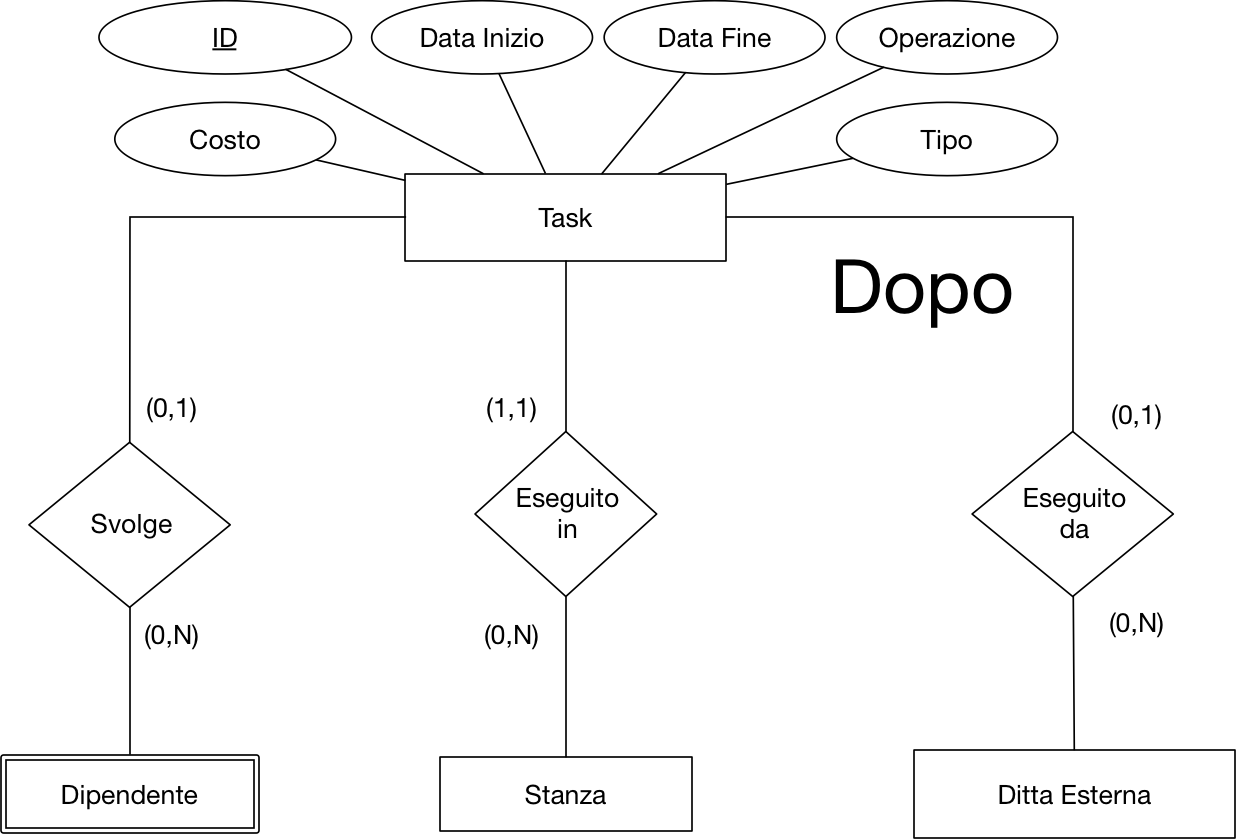 ID
Data Inizio
Data Fine
Operazione
Costo
Tipo
Task
Dopo
(0,1)
(1,1)
(0,1)
Svolge
Eseguito
in
Eseguito
da
(0,N)
(0,N)
(0,N)
Dipendente
Stanza
Ditta Esterna